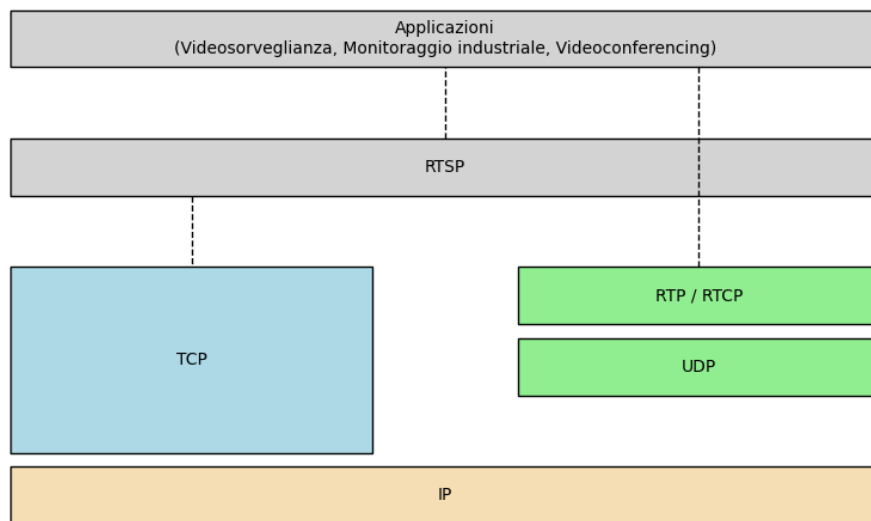 Applicazioni
(Videosorveglianza, Monitoraggio industriale, Videoconferencing)
RTSP
RTP / RTCP
TCP
UDP
IP